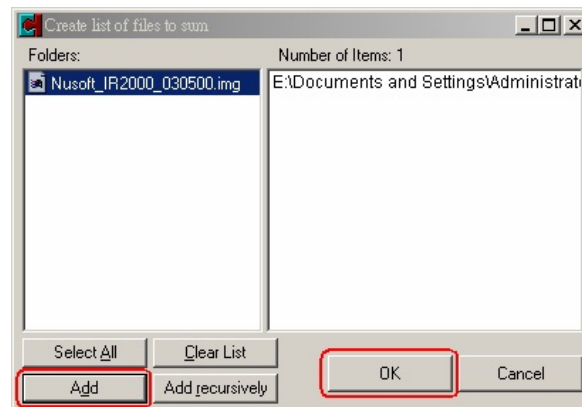 Create list of files to sum
Folders:
Number of Items: 1
Nusoft_IR2000_030500.img
E:\Documents and Settings\Administrat
Select All
Clear List
Add
Add recursively
OK
Cancel